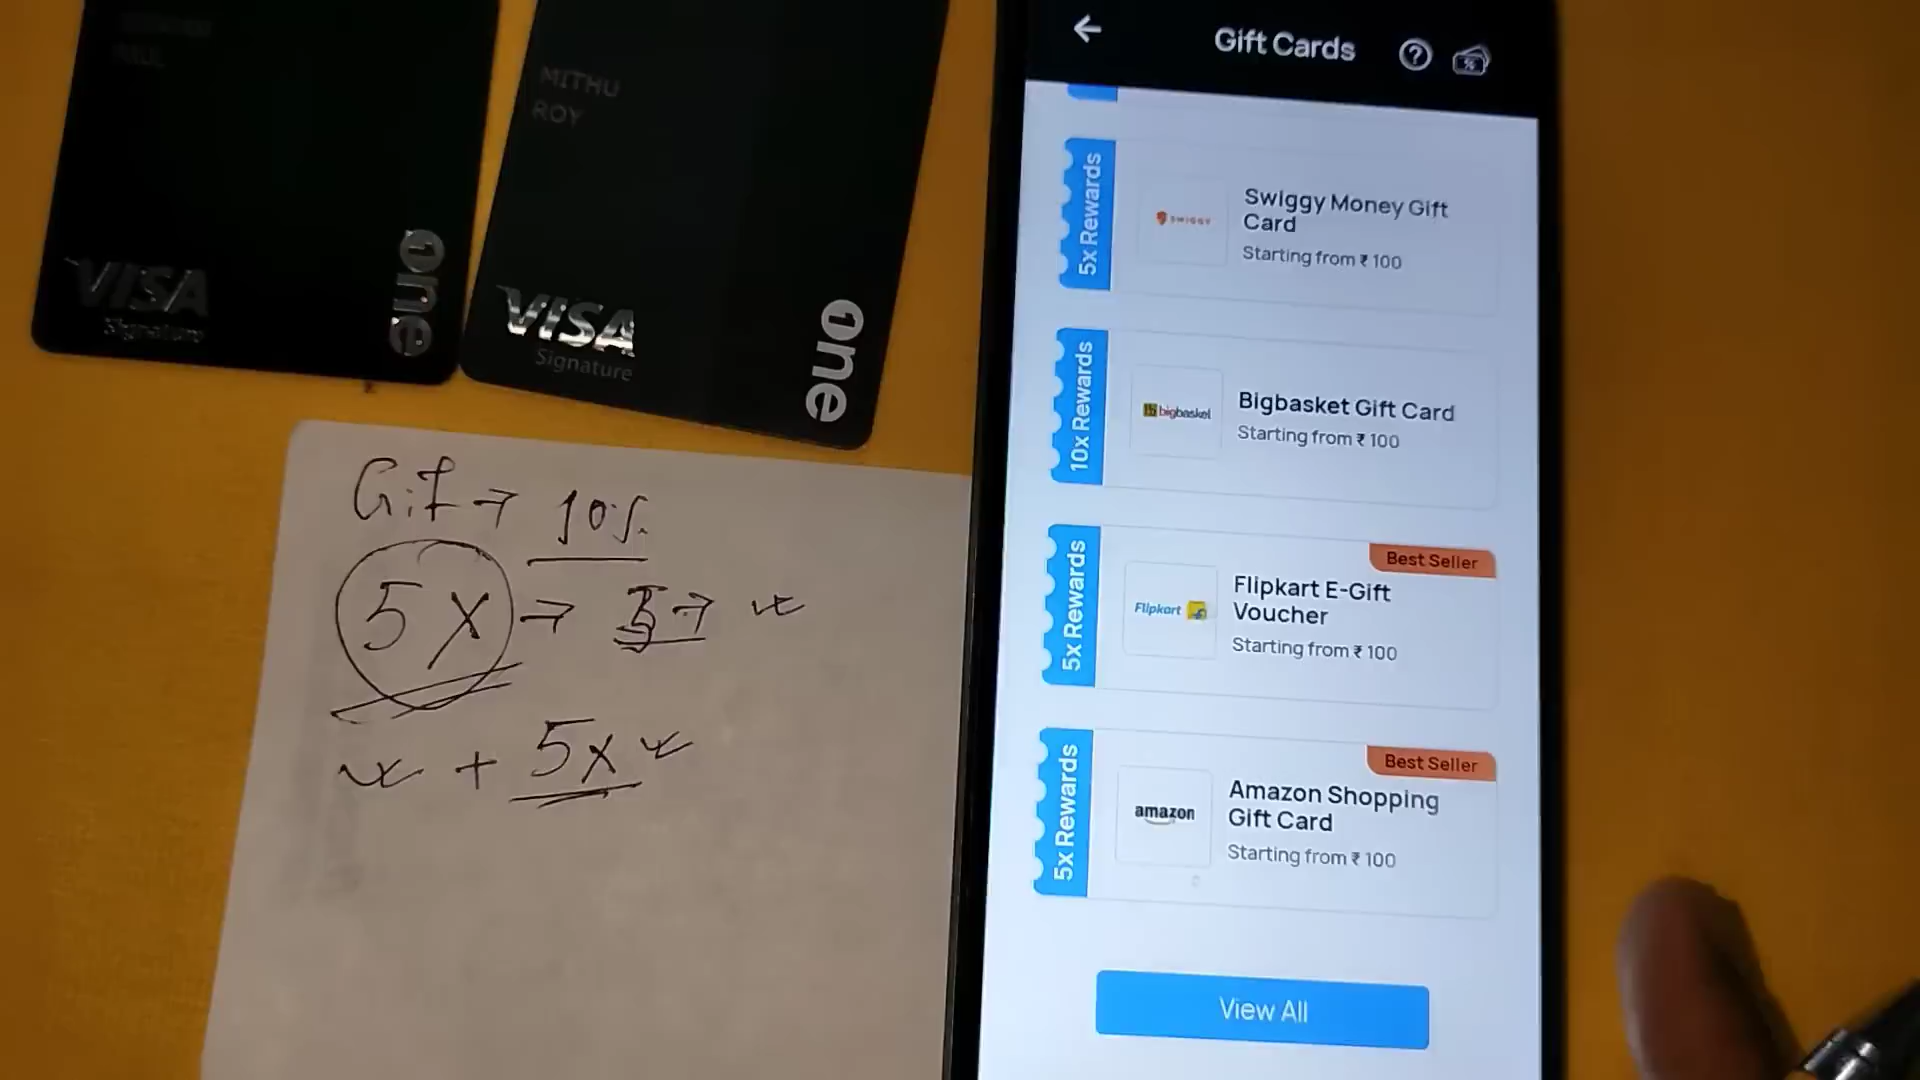 PAUL
VISA
Signature
one
MITHU
ROY
VISA
Signature
one
Gift → 10%
5X → 5 →
+ 5x
Gift Cards
5x Rewards
SWIGGY
Swiggy Money Gift
Card
Starting from ₹ 100
10x Rewards
bigbasket
Bigbasket Gift Card
Starting from ₹ 100
5x Rewards
Flipkart
Best Seller
Flipkart E-Gift
Voucher
Starting from ₹ 100
5x Rewards
amazon
Best Seller
Amazon Shopping
Gift Card
Starting from ₹ 100
View All